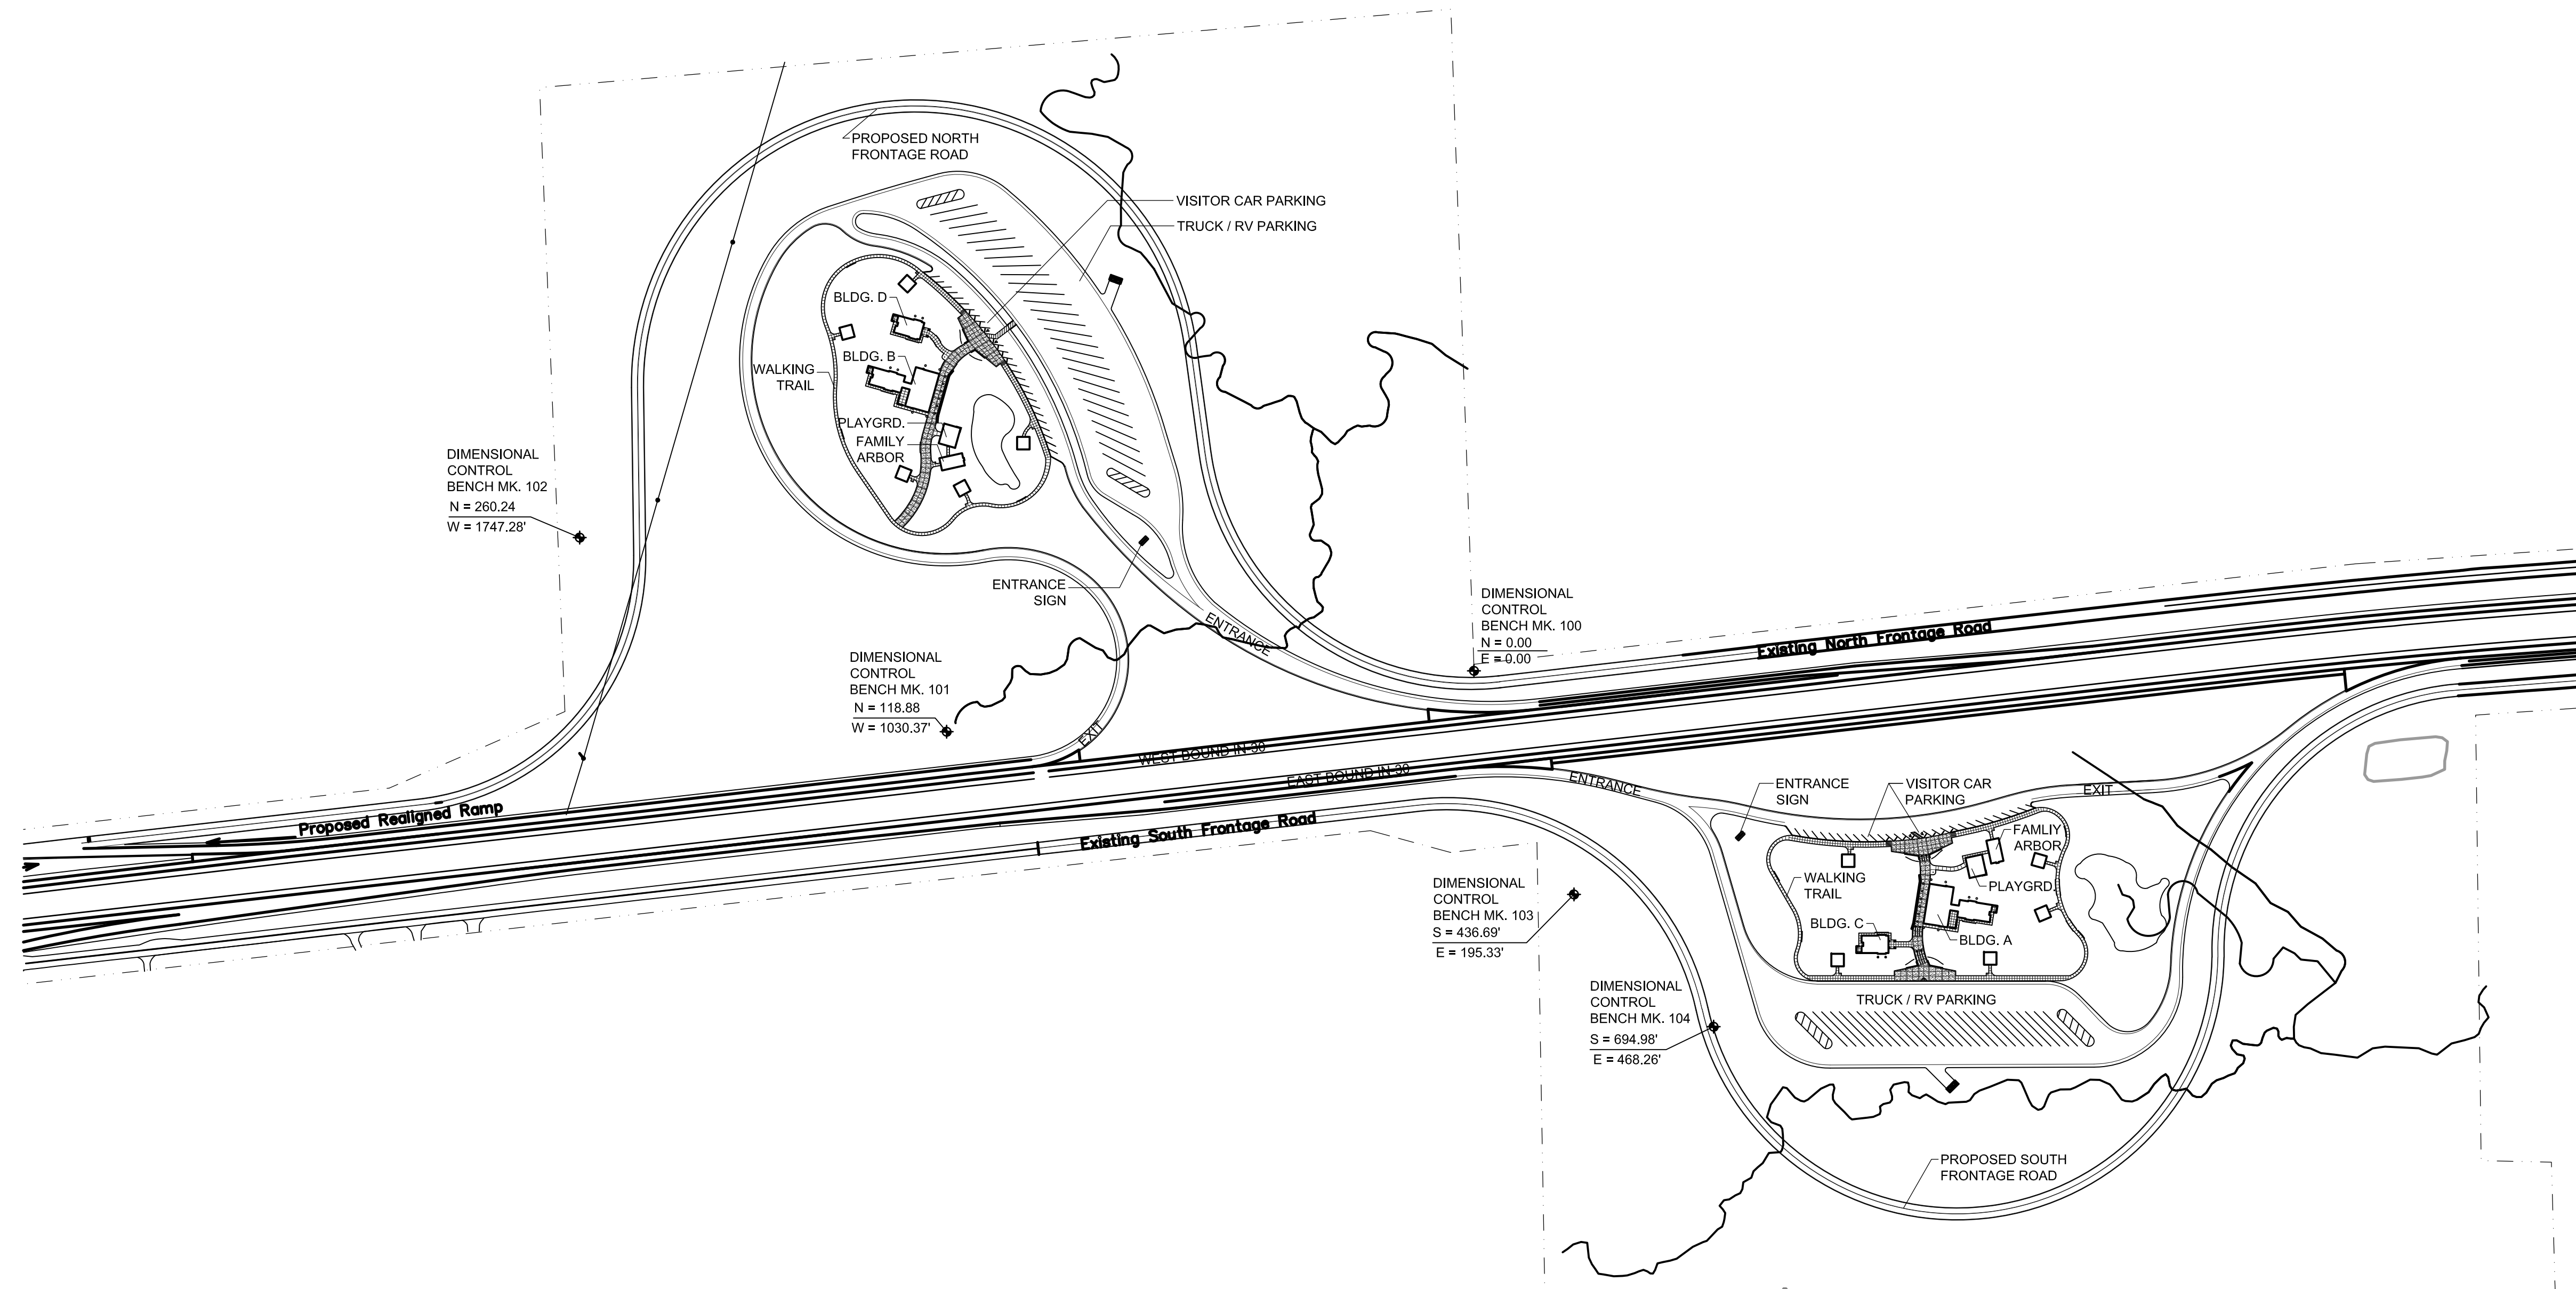 PROPOSED NORTH
FRONTAGE ROAD
VISITOR CAR PARKING
TRUCK / RV PARKING
BLDG. D
BLDG. B
WALKING
TRAIL
PLAYGRD.
FAMILY
ARBOR
DIMENSIONAL
CONTROL
BENCH MK. 102
N = 260.24
W = 1747.28'
ENTRANCE
SIGN
ENTRANCE
DIMENSIONAL
CONTROL
BENCH MK. 100
N = 0.00
E = 0.00
Existing North Frontage Road
DIMENSIONAL
CONTROL
BENCH MK. 101
N = 118.88
W = 1030.37'
EXIT
WEST BOUND IN-30
EAST BOUND IN-30
Proposed Realigned Ramp
Existing South Frontage Road
ENTRANCE
ENTRANCE
SIGN
VISITOR CAR
PARKING
EXIT
FAMLIY
ARBOR
WALKING
TRAIL
PLAYGRD.
BLDG. C
BLDG. A
DIMENSIONAL
CONTROL
BENCH MK. 103
S = 436.69'
E = 195.33'
DIMENSIONAL
CONTROL
BENCH MK. 104
S = 694.98'
E = 468.26'
TRUCK / RV PARKING
PROPOSED SOUTH
FRONTAGE ROAD